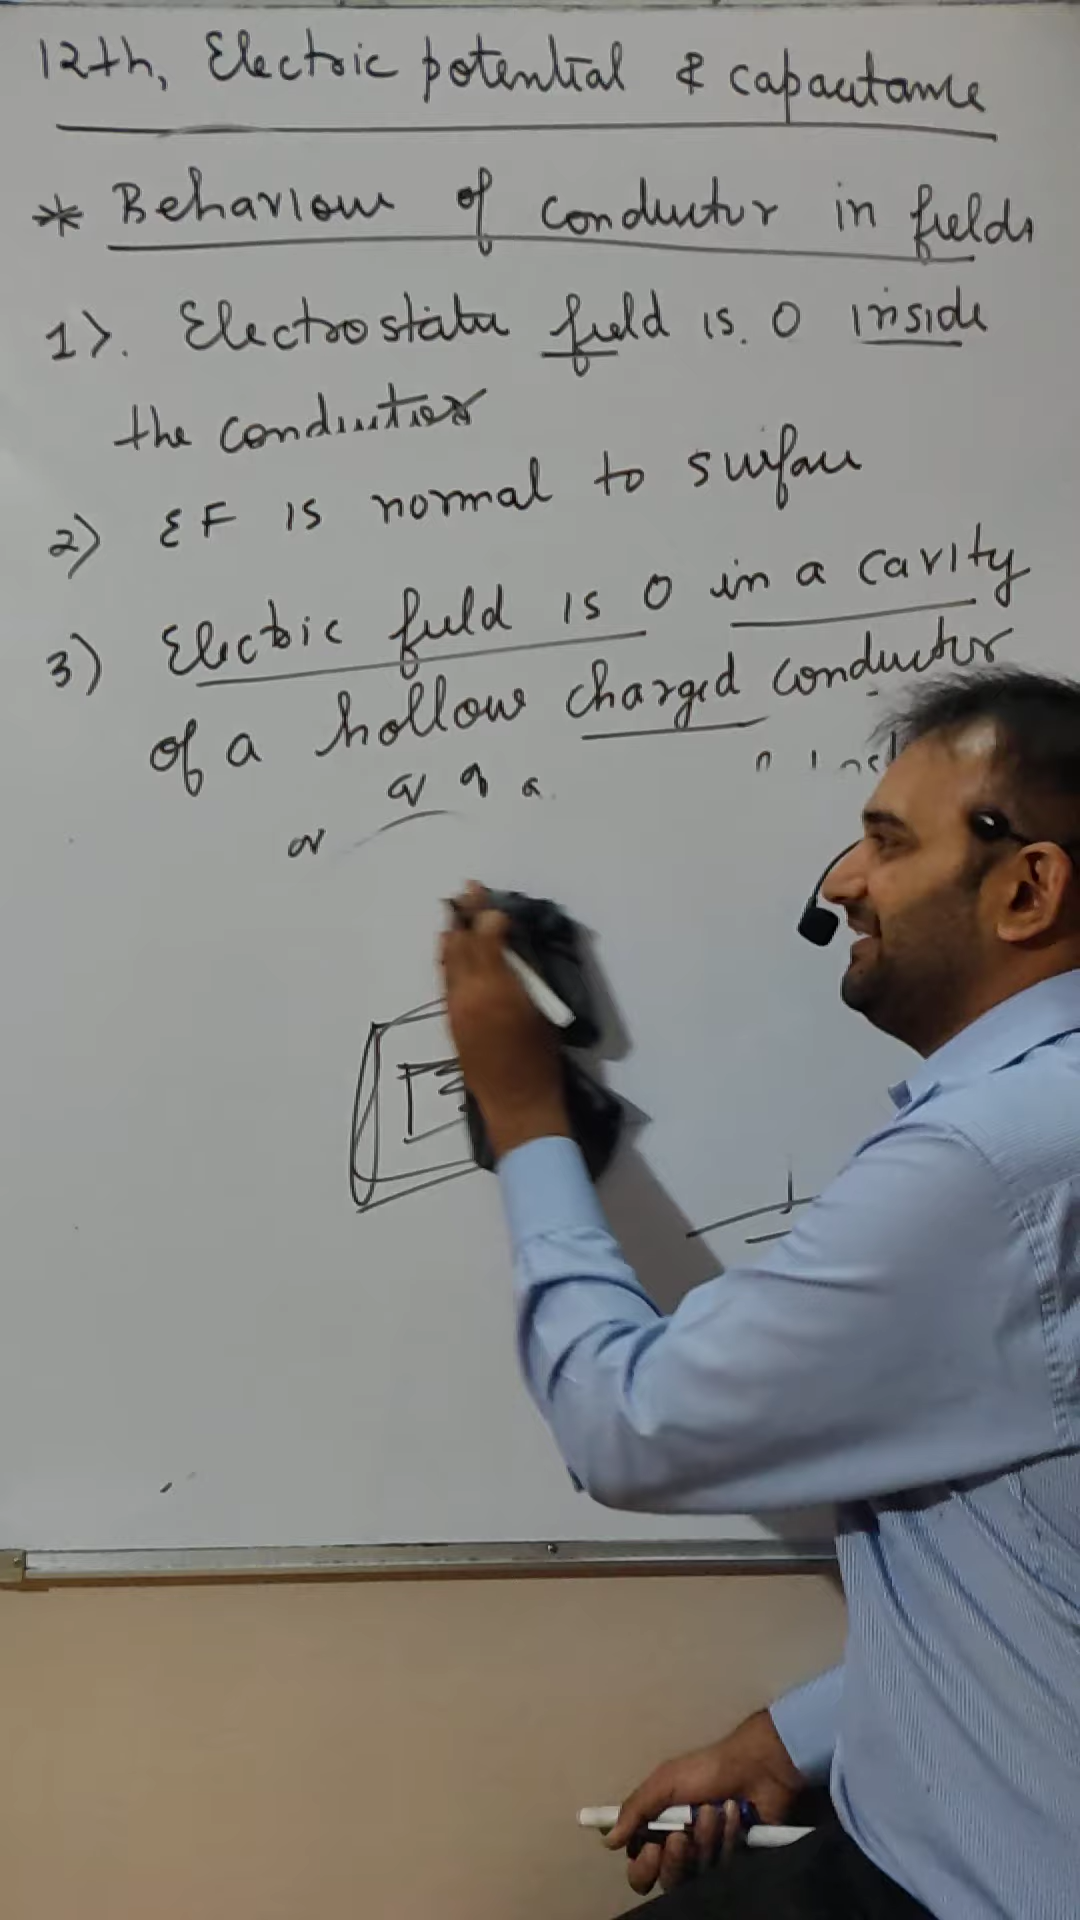 12th, Electric potential & capacitance
* Behaviour of conductor in fields
1>. Electrostatic field is. 0 inside
the conductor
2) EF is normal to surface
3) Electric field is 0 in a cavity
of a hollow charged conductor